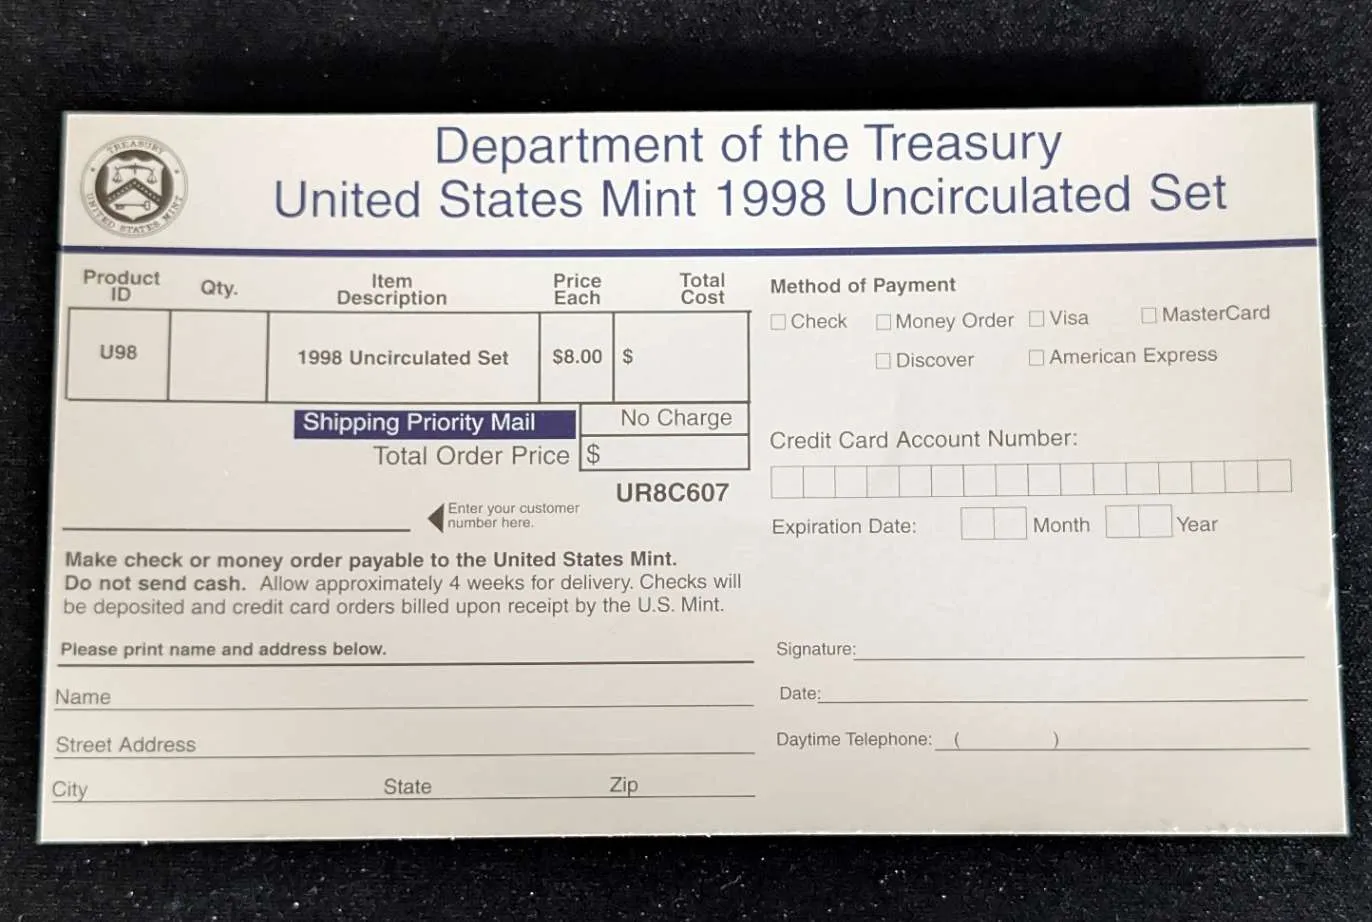 Department of the Treasury
United States Mint 1998 Uncirculated Set
TREASURY
UNITED STATES MINT
Product ID
Qty.
Item Description
Price Each
Total Cost
U98
1998 Uncirculated Set
$8.00
$
Shipping Priority Mail
No Charge
Total Order Price
$
UR8C607
Enter your customer
number here.
Make check or money order payable to the United States Mint.
Do not send cash. Allow approximately 4 weeks for delivery. Checks will
be deposited and credit card orders billed upon receipt by the U.S. Mint.
Please print name and address below.
Name
Street Address
City State Zip
Method of Payment
Check Money Order Visa MasterCard
Discover American Express
Credit Card Account Number:
Expiration Date: Month Year
Signature:
Date:
Daytime Telephone: ( )